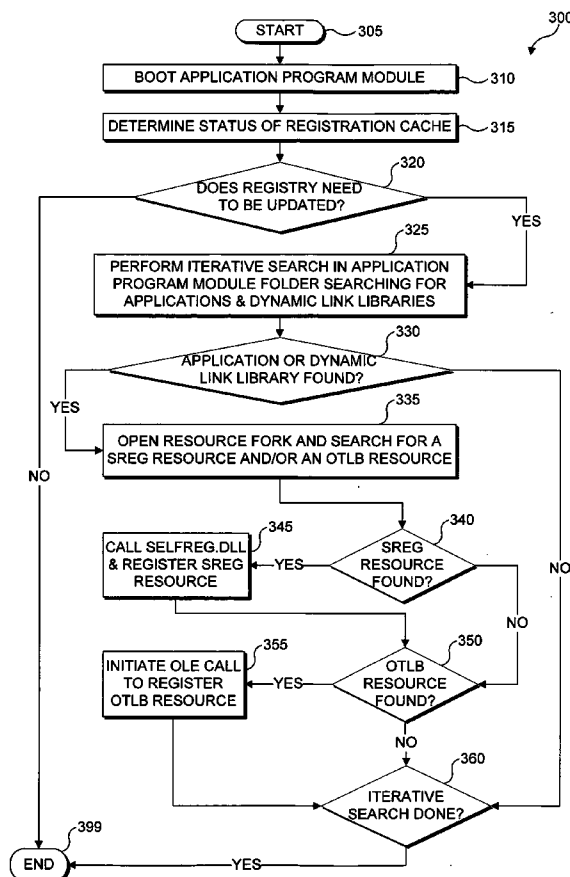 300
START
305
BOOT APPLICATION PROGRAM MODULE
310
DETERMINE STATUS OF REGISTRATION CACHE
315
320
DOES REGISTRY NEED
TO BE UPDATED?
YES
325
PERFORM ITERATIVE SEARCH IN APPLICATION
PROGRAM MODULE FOLDER SEARCHING FOR
APPLICATIONS & DYNAMIC LINK LIBRARIES
330
APPLICATION OR DYNAMIC
LINK LIBRARY FOUND?
YES
335
OPEN RESOURCE FORK AND SEARCH FOR A
SREG RESOURCE AND/OR AN OTLB RESOURCE
NO
345
340
CALL SELFREG.DLL
& REGISTER SREG
RESOURCE
YES
SREG
RESOURCE
FOUND?
NO
NO
355
350
INITIATE OLE CALL
TO REGISTER
OTLB RESOURCE
YES
OTLB
RESOURCE
FOUND?
NO
360
ITERATIVE
SEARCH DONE?
399
END
YES